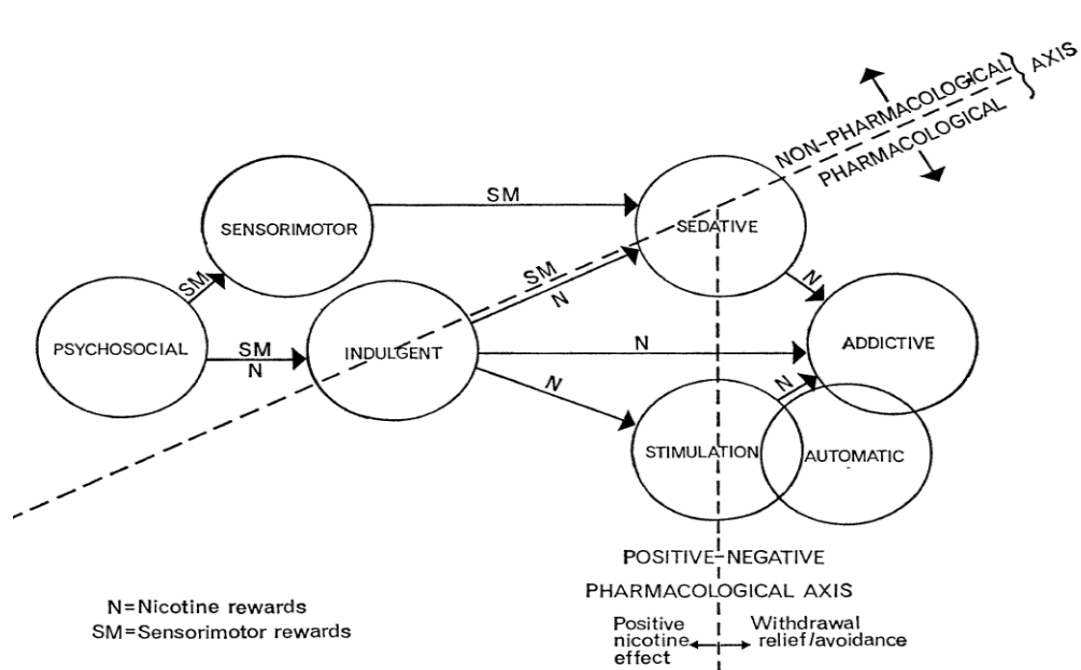 NON-PHARMACOLOGICAL
AXIS
PHARMACOLOGICAL
SM
SENSORIMOTOR
SEDATIVE
SM
SM
N
N
PSYCHOSOCIAL
SM
N
INDULGENT
N
ADDICTIVE
N
N
STIMULATION
AUTOMATIC
POSITIVE-NEGATIVE
PHARMACOLOGICAL AXIS
N=Nicotine rewards
SM=Sensorimotor rewards
Positive
nicotine
effect
Withdrawal
relief/avoidance